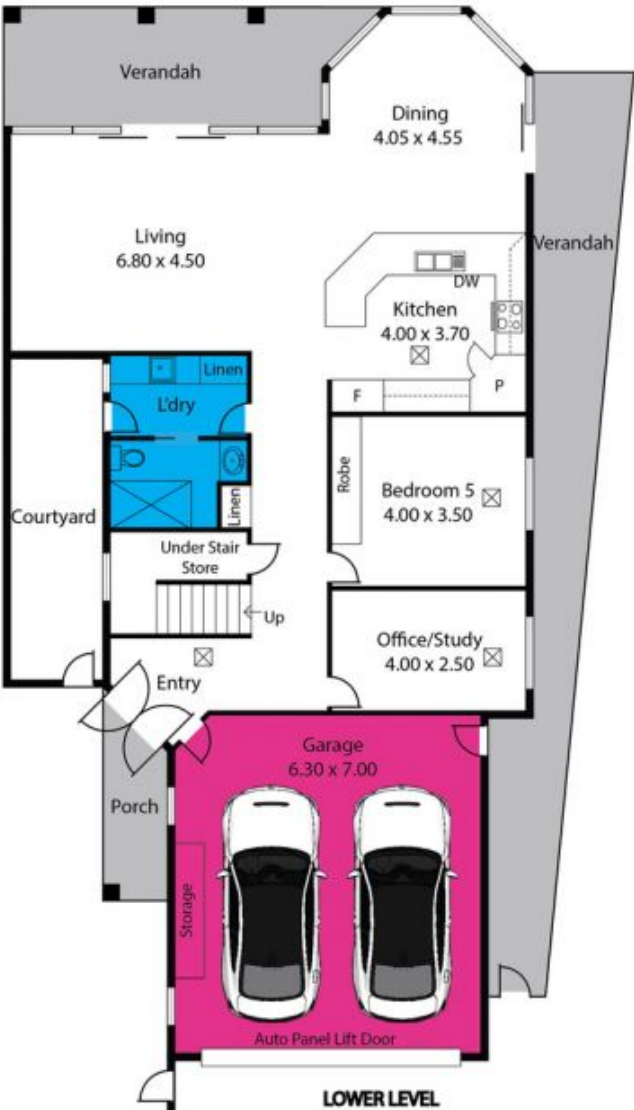 Verandah
Dining
4.05 x 4.55
Living
6.80 x 4.50
Verandah
DW
Kitchen
4.00 x 3.70
Linen
L'dry
F
P
Robe
Bedroom 5
4.00 x 3.50
Linen
Courtyard
Under Stair
Store
Up
Office/Study
4.00 x 2.50
Entry
Garage
6.30 x 7.00
Porch
Storage
Auto Panel Lift Door
LOWER LEVEL